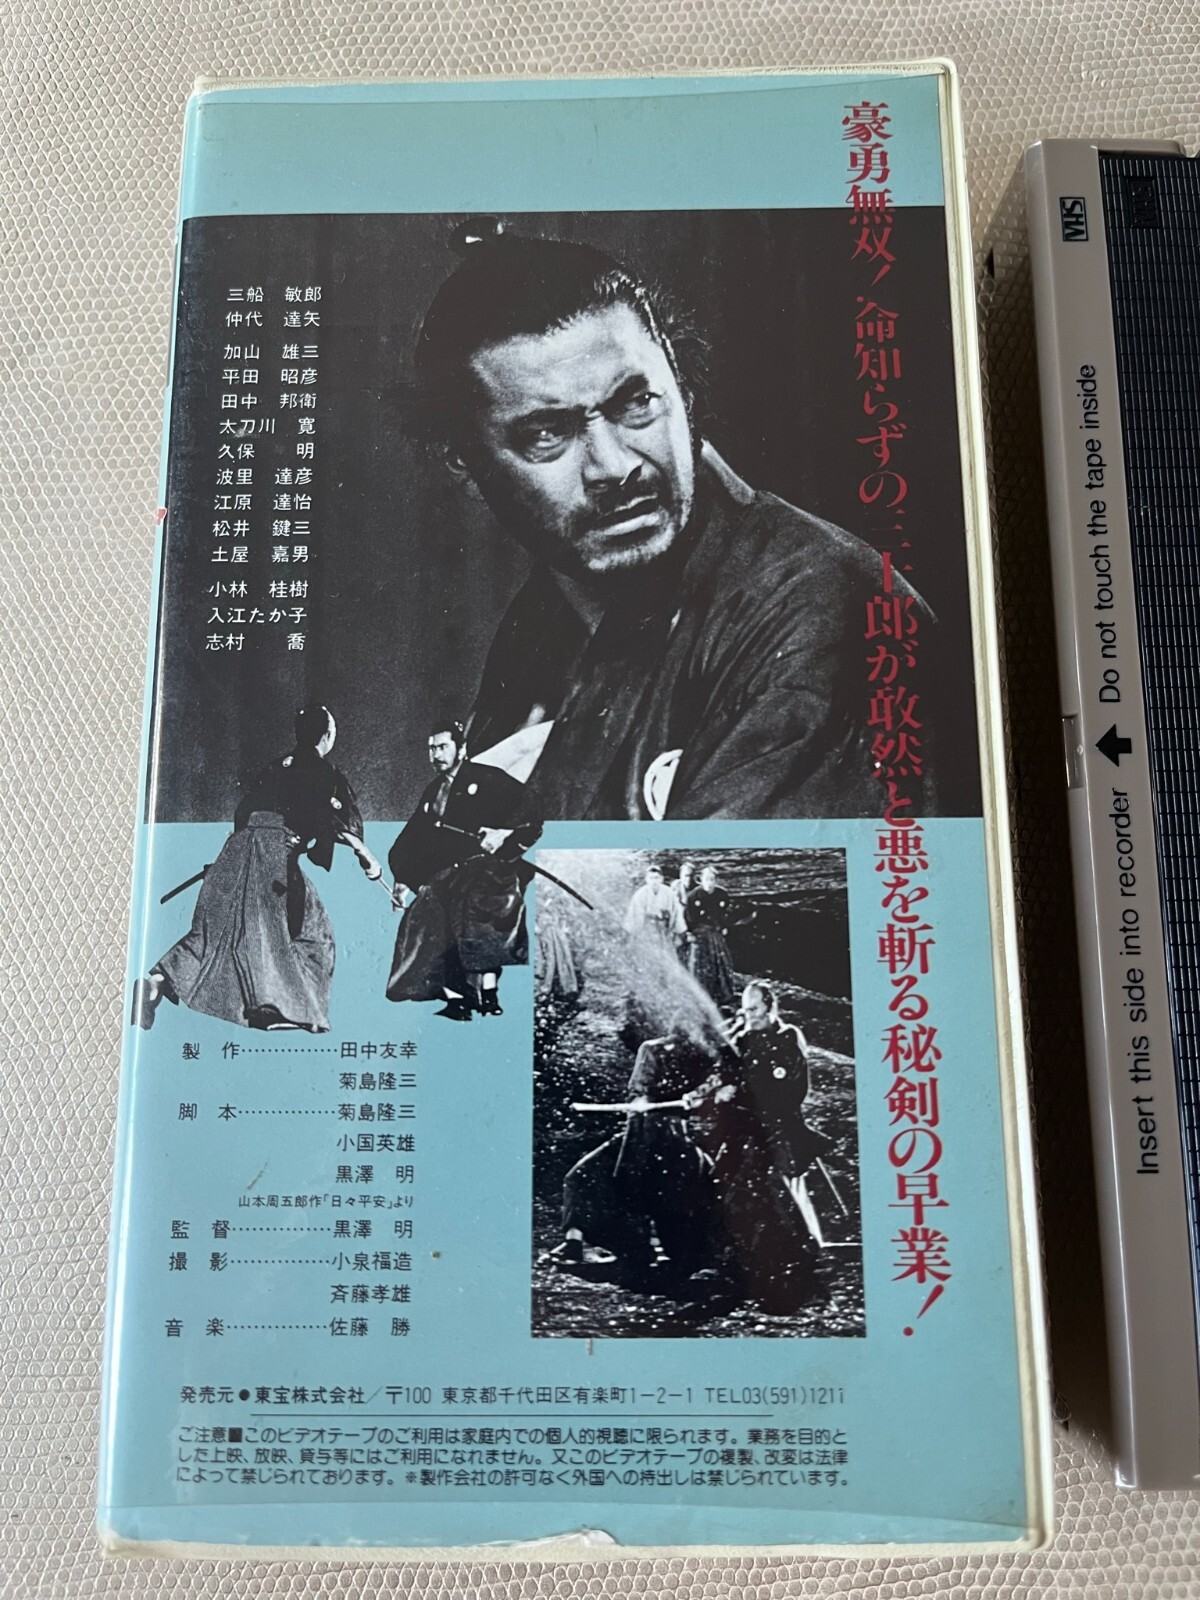 豪勇無双！命知らずの三十郎が敢然と悪を斬る秘剣の早業！
三船 敏郎
仲代 達矢
加山 雄三
平田 昭彦
田中 邦衛
太刀川 寛
久保 明
波里 達彦
江原 達怡
松井 鍵三
土屋 嘉男
小林 桂樹
入江たか子
志村 喬
製 作……………田中友幸
菊島隆三
脚 本……………菊島隆三
小国英雄
黒澤 明
山本周五郎作「日々平安」より
監 督……………黒澤 明
撮 影……………小泉福造
斉藤孝雄
音 楽……………佐藤 勝
発売元●東宝株式会社／〒100 東京都千代田区有楽町1-2-1 TEL03(591)1211
ご注意■このビデオテープのご利用は家庭内での個人的視聴に限られます。業務を目的と
した上映、放映、貸与等にはご利用になれません。又このビデオテープの複製、改変は法律
によって禁じられております。※製作会社の許可なく外国への持出しは禁じられています。
VHS
VHS
Insert this side into recorder ⬆ Do not touch the tape inside